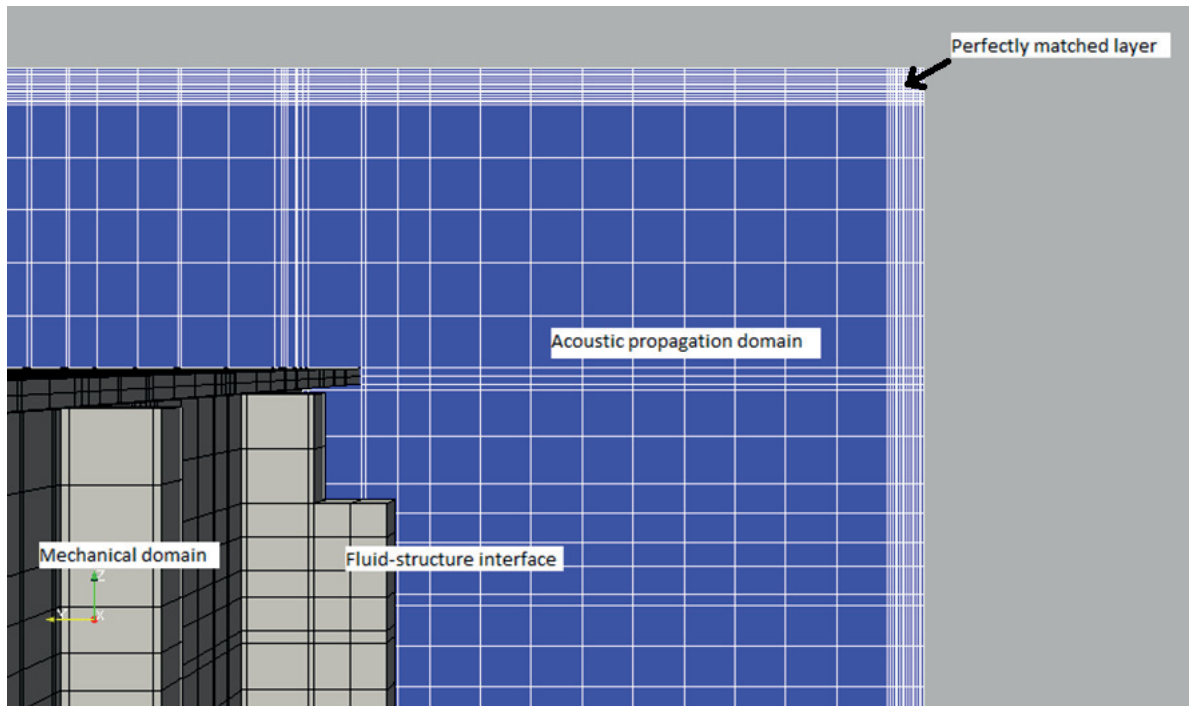 Perfectly matched layer
Acoustic propagation domain
Mechanical domain
Fluid-structure interface
Z
Y
X